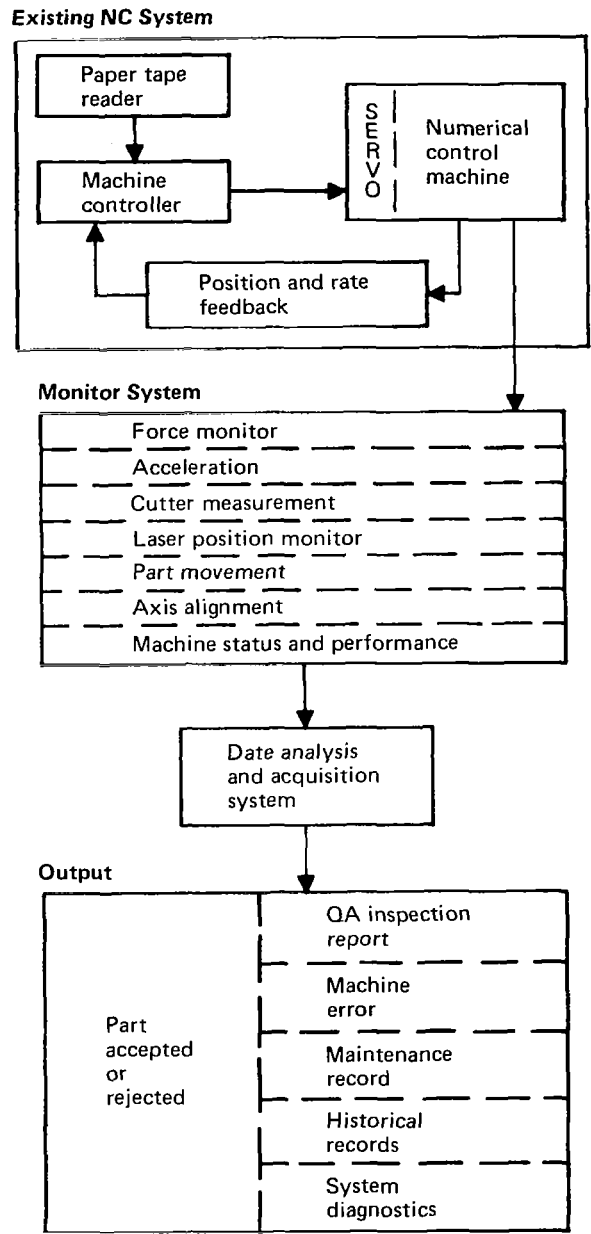 Existing NC System
Paper tape
reader
SERVO
Numerical
control
machine
Machine
controller
Position and rate
feedback
Monitor System
Force monitor
Acceleration
Cutter measurement
Laser position monitor
Part movement
Axis alignment
Machine status and performance
Date analysis
and acquisition
system
Output
Part
accepted
or
rejected
QA inspection
report
Machine
error
Maintenance
record
Historical
records
System
diagnostics